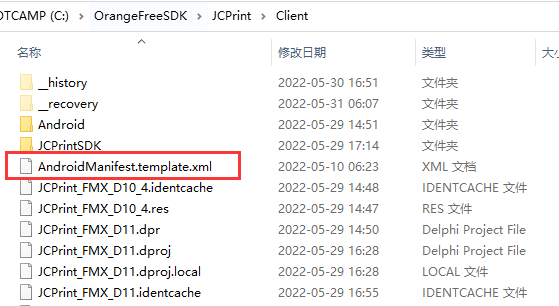 OTCAMP (C:) > OrangeFreeSDK > JCPrint > Client
名称 修改日期 类型 大小
__history 2022-05-30 16:51 文件夹
__recovery 2022-05-31 06:07 文件夹
Android 2022-05-29 14:51 文件夹
JCPrintSDK 2022-05-29 17:14 文件夹
AndroidManifest.template.xml 2022-05-10 06:23 XML 文档
JCPrint_FMX_D10_4.identcache 2022-05-29 14:48 IDENTCACHE 文件
JCPrint_FMX_D10_4.res 2022-05-29 14:47 RES 文件
JCPrint_FMX_D11.dpr 2022-05-29 14:50 Delphi Project File
JCPrint_FMX_D11.dproj 2022-05-29 16:28 Delphi Project File
JCPrint_FMX_D11.dproj.local 2022-05-29 16:28 LOCAL 文件
JCPrint_FMX_D11.identcache 2022-05-29 16:55 IDENTCACHE 文件